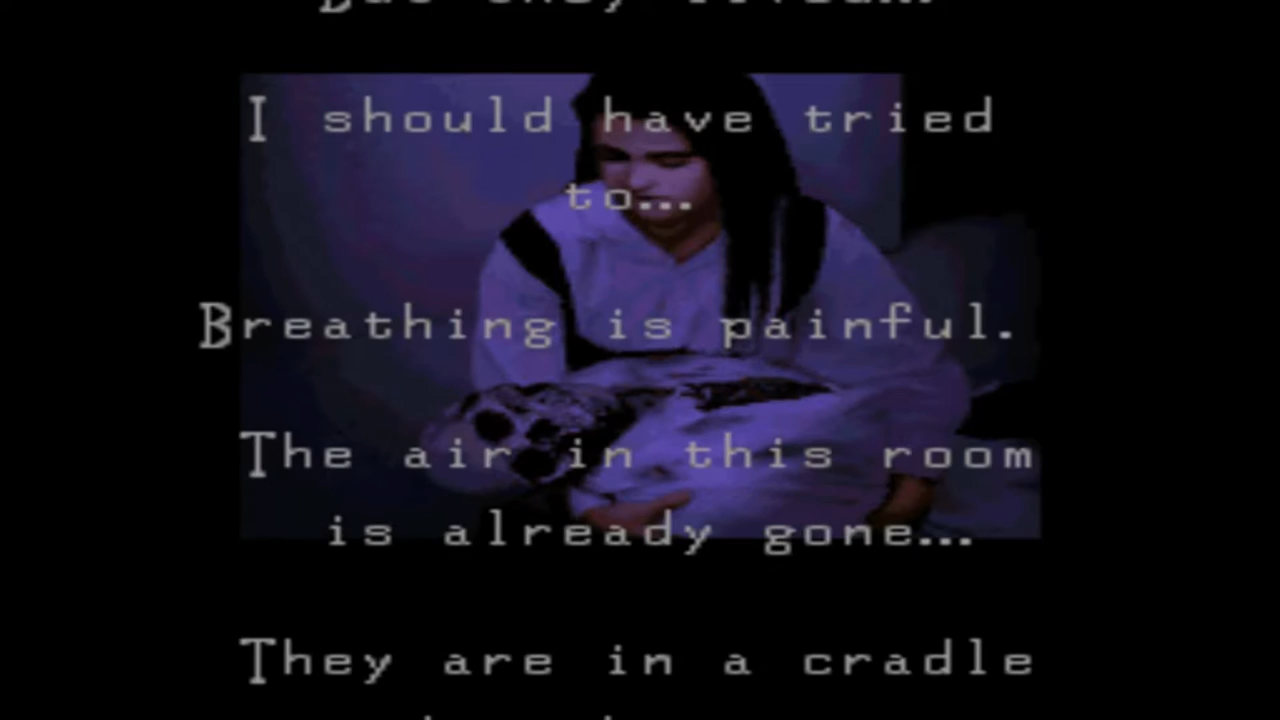 I should have tried
to...
Breathing is painful.
The air in this room
is already gone...
They are in a cradle